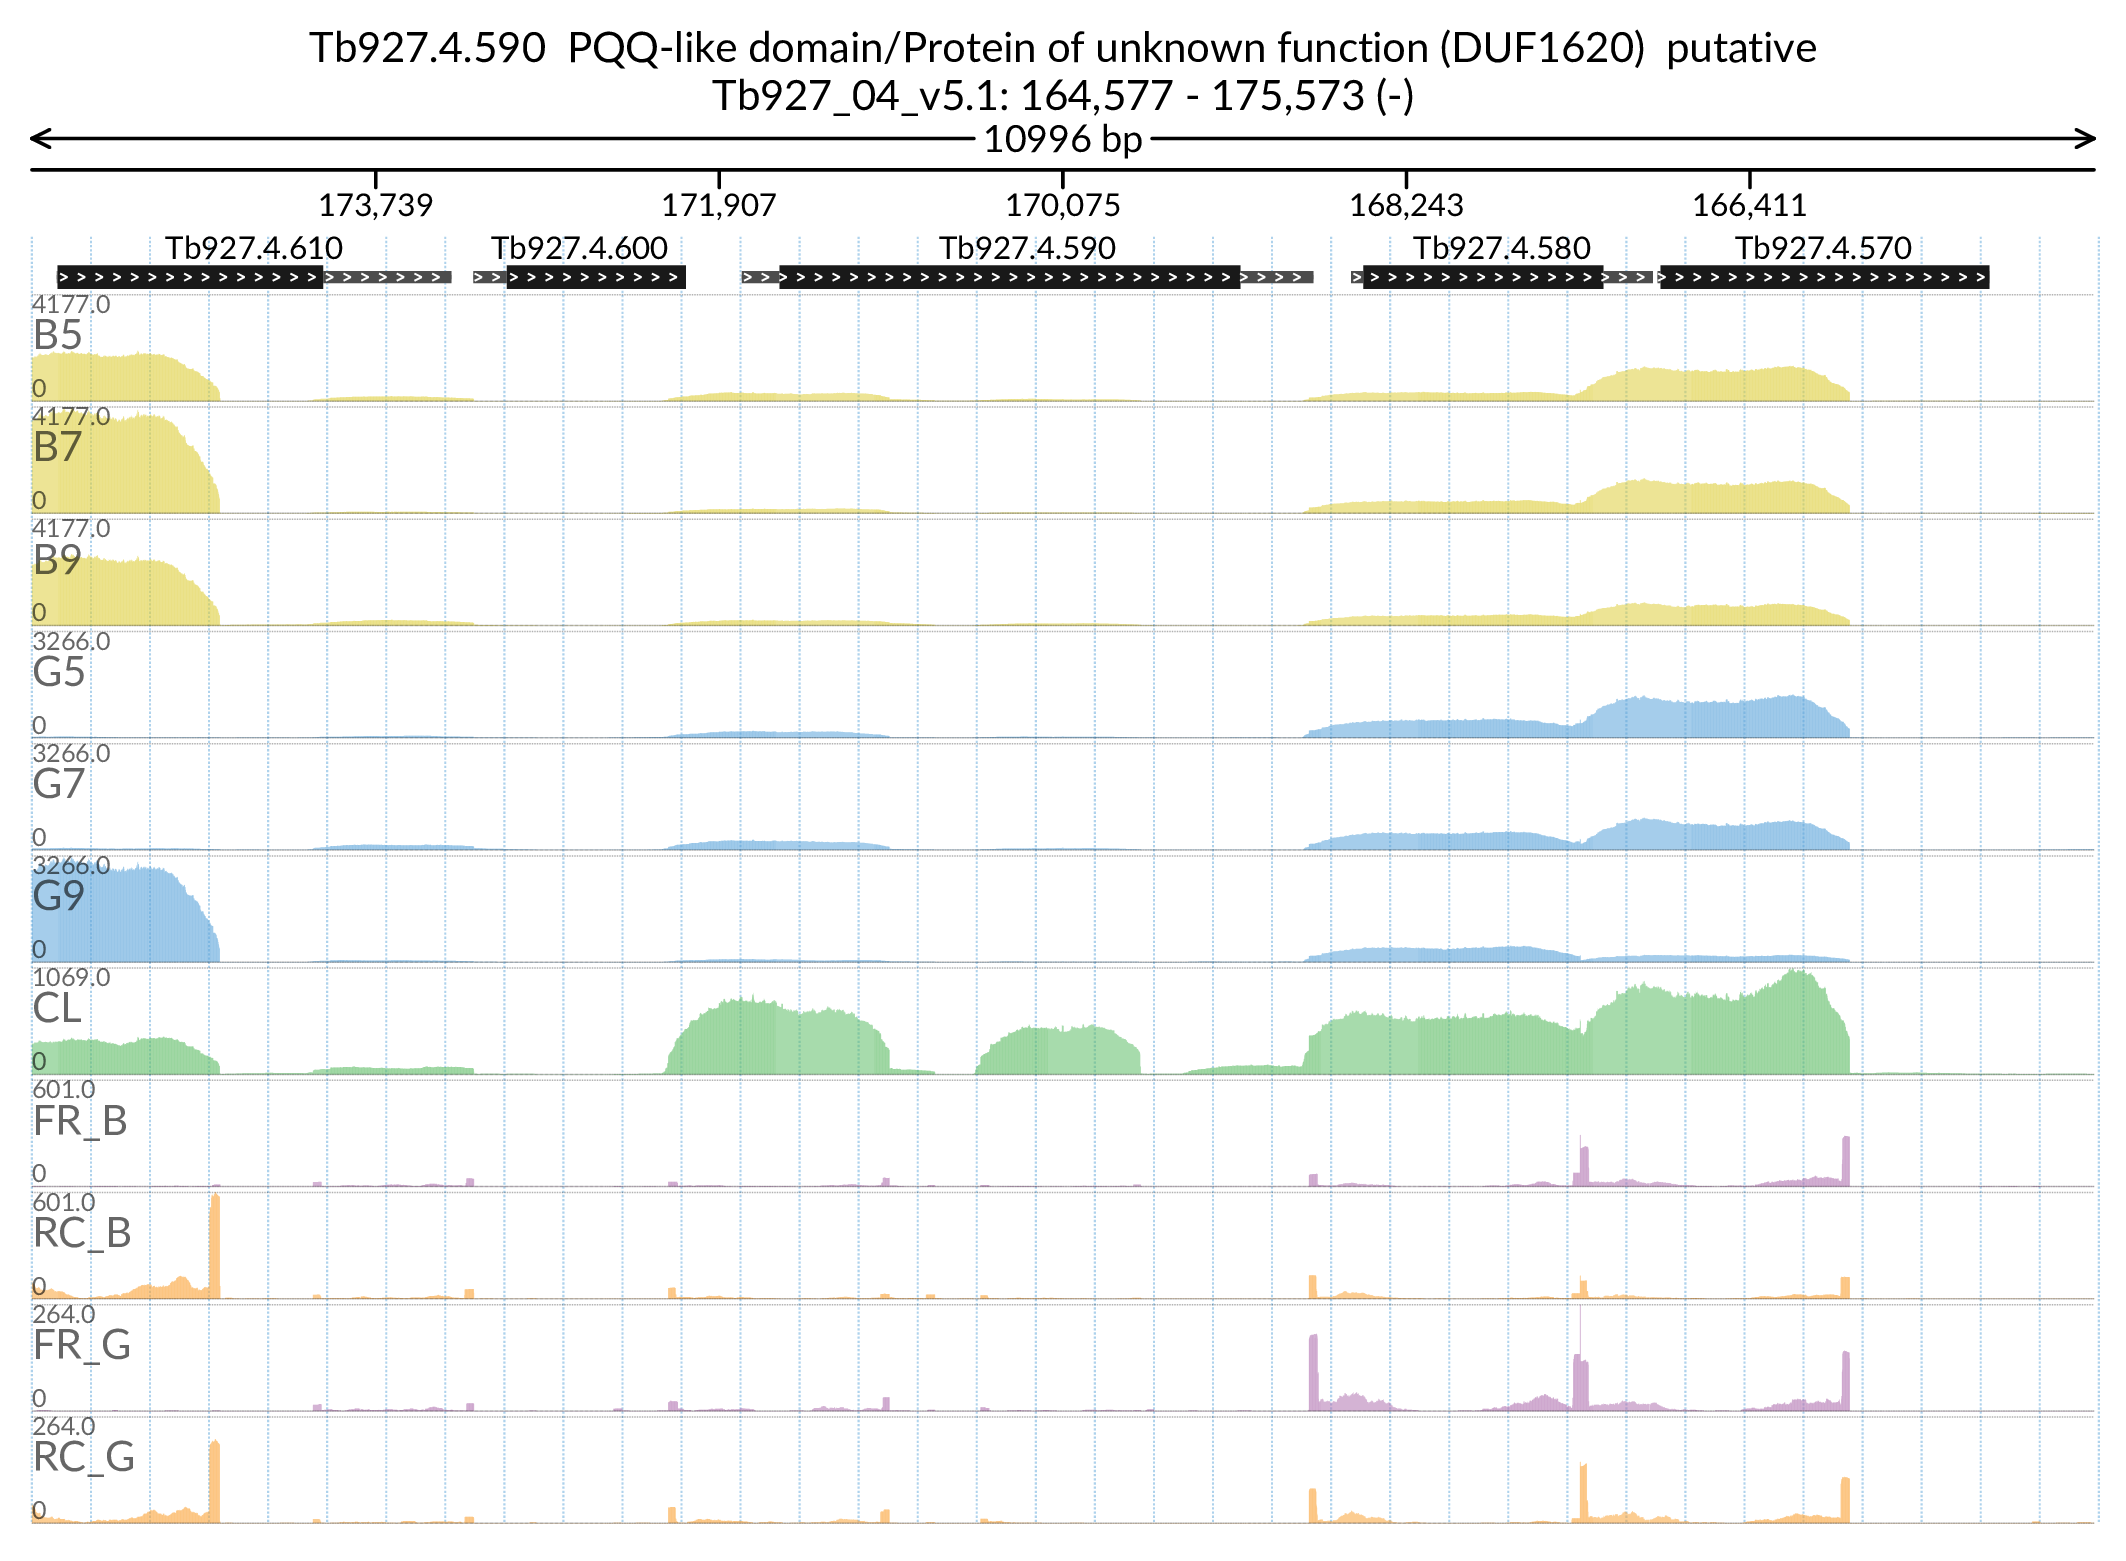 Tb927.4.590 PQQ-like domain/Protein of unknown function (DUF1620) putative
Tb927_04_v5.1: 164,577 - 175,573 (-)
10996 bp
173,739 171,907 170,075 168,243 166,411
Tb927.4.610 Tb927.4.600 Tb927.4.590 Tb927.4.580 Tb927.4.570
4177.0
B5
0
4177.0
B7
0
4177.0
B9
0
3266.0
G5
0
3266.0
G7
0
3266.0
G9
0
1069.0
CL
0
601.0
FR_B
0
601.0
RC_B
0
264.0
FR_G
0
264.0
RC_G
0